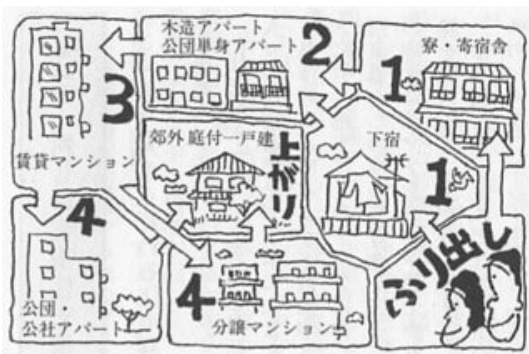 木造アパート
公団単身アパート
2
寮・寄宿舎
1
3
賃貸マンション
郊外 庭付一戸建
上がり
下宿
1
4
公団・
公社アパート
4
分譲マンション
ふり出し